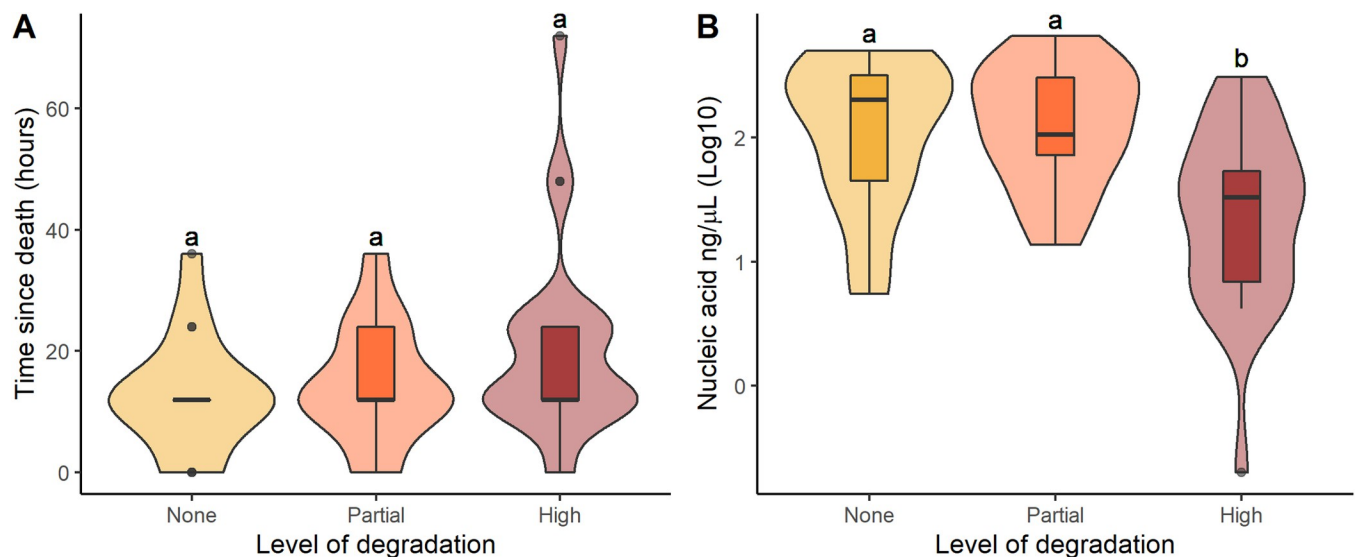 A
Time since death (hours)
60
40
20
0
a
a
a
None
Partial
High
Level of degradation
B
Nucleic acid ng/μL (Log10)
2
1
0
a
a
b
None
Partial
High
Level of degradation